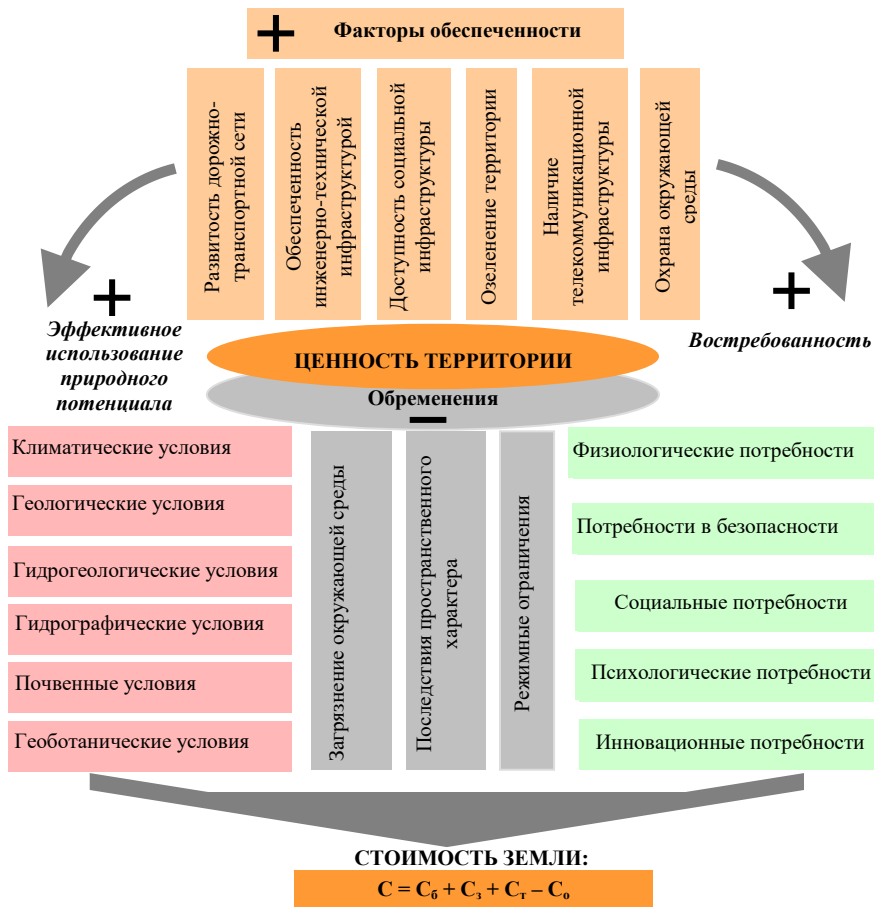 + Факторы обеспеченности
Развитость дорожно-
транспортной сети
Обеспеченность
инженерно-технической
инфраструктурой
Доступность социальной
инфраструктуры
Озеленение территории
Наличие
телекоммуникационной
инфраструктуры
Охрана окружающей
среды
+
Эффективное
использование
природного
потенциала
+
Востребованность
ЦЕННОСТЬ ТЕРРИТОРИИ
Обременения
–
Климатические условия
Геологические условия
Гидрогеологические условия
Гидрографические условия
Почвенные условия
Геоботанические условия
Загрязнение окружающей среды
Последствия пространственного
характера
Режимные ограничения
Физиологические потребности
Потребности в безопасности
Социальные потребности
Психологические потребности
Инновационные потребности
СТОИМОСТЬ ЗЕМЛИ:
С = Сб + Сз + Ст – Со